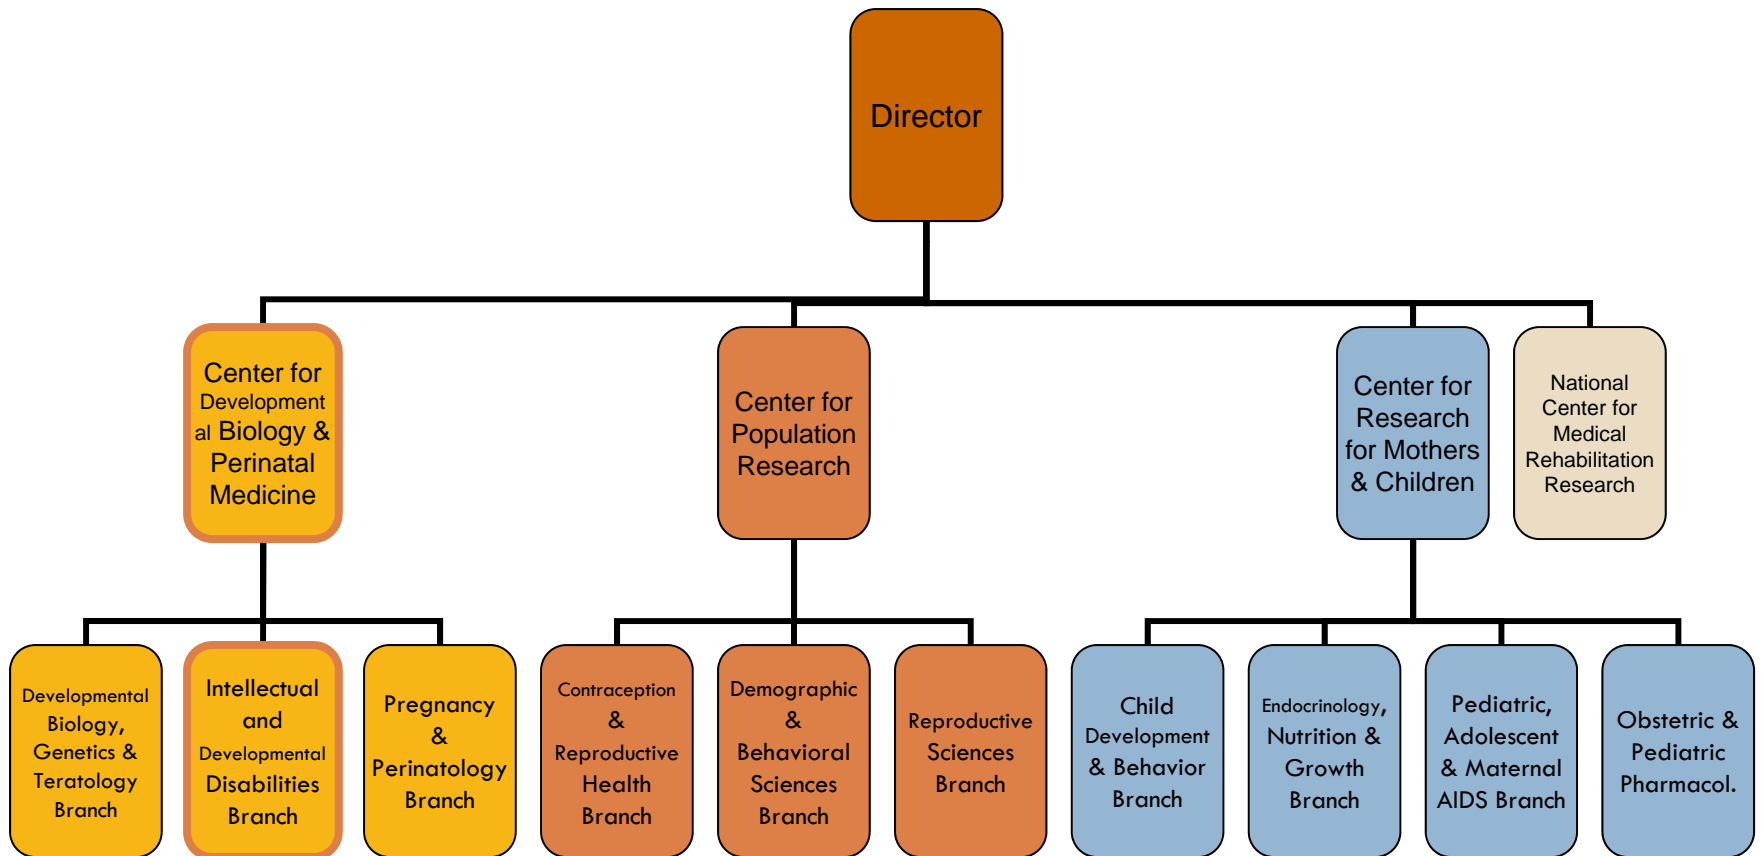 Director
Center for
Development
al Biology &
Perinatal
Medicine
Center for
Population
Research
Center for
Research
for Mothers
& Children
National
Center for
Medical
Rehabilitation
Research
Developmental
Biology,
Genetics &
Teratology
Branch
Intellectual
and
Developmental
Disabilities
Branch
Pregnancy
&
Perinatology
Branch
Contraception
&
Reproductive
Health
Branch
Demographic
&
Behavioral
Sciences
Branch
Reproductive
Sciences
Branch
Child
Development
& Behavior
Branch
Endocrinology,
Nutrition &
Growth
Branch
Pediatric,
Adolescent
& Maternal
AIDS Branch
Obstetric &
Pediatric
Pharmacol.